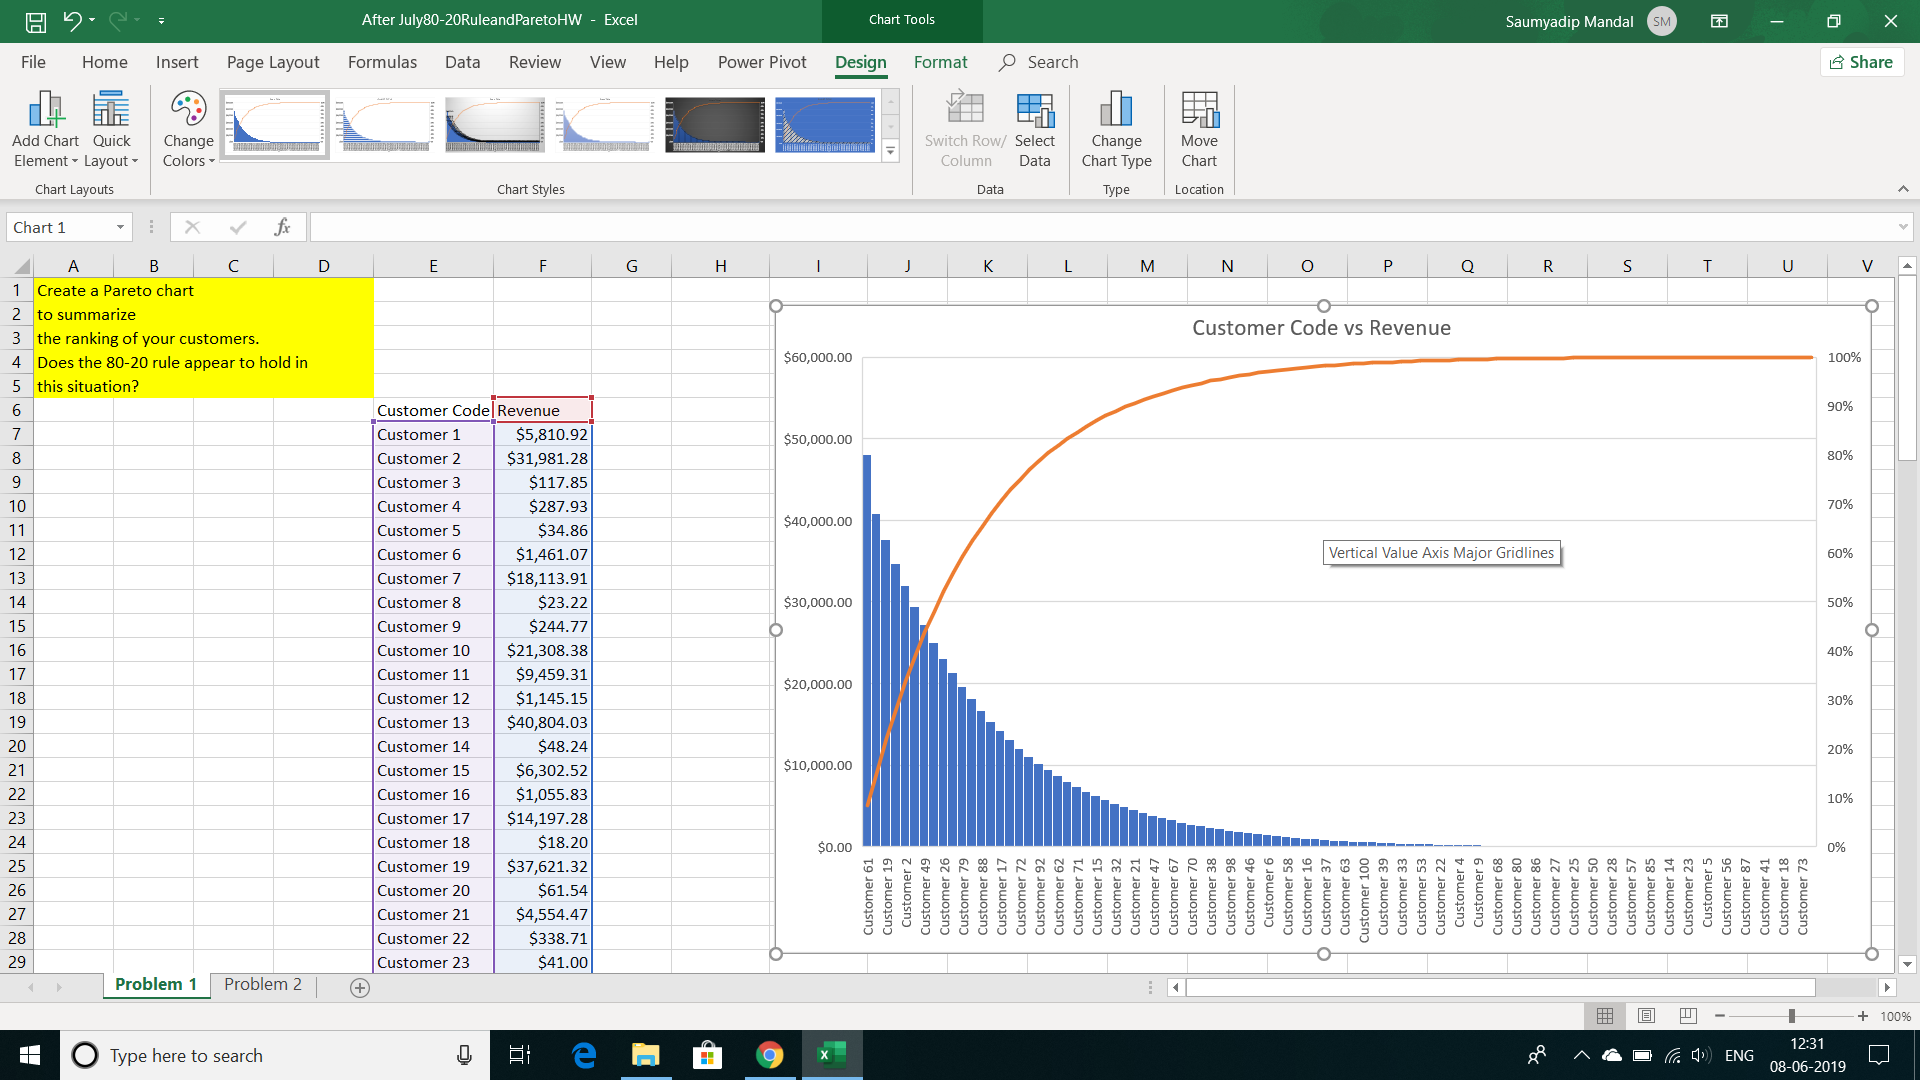 After July80-20RuleandParetoHW - Excel
Chart Tools
Saumyadip Mandal
SM
File Home Insert Page Layout Formulas Data Review View Help Power Pivot Design Format Search Share
Add Chart Element
Quick Layout
Change Colors
Switch Row/ Column
Select Data
Change Chart Type
Move Chart
Chart Layouts
Chart Styles
Data
Type
Location
Chart 1
fx
A B C D E F G H I J K L M N O P Q R S T U V
1 Create a Pareto chart
2 to summarize
3 the ranking of your customers.
4 Does the 80-20 rule appear to hold in
5 this situation?
6 Customer Code Revenue
7 Customer 1 $5,810.92
8 Customer 2 $31,981.28
9 Customer 3 $117.85
10 Customer 4 $287.93
11 Customer 5 $34.86
12 Customer 6 $1,461.07
13 Customer 7 $18,113.91
14 Customer 8 $23.22
15 Customer 9 $244.77
16 Customer 10 $21,308.38
17 Customer 11 $9,459.31
18 Customer 12 $1,145.15
19 Customer 13 $40,804.03
20 Customer 14 $48.24
21 Customer 15 $6,302.52
22 Customer 16 $1,055.83
23 Customer 17 $14,197.28
24 Customer 18 $18.20
25 Customer 19 $37,621.32
26 Customer 20 $61.54
27 Customer 21 $4,554.47
28 Customer 22 $338.71
29 Customer 23 $41.00
Customer Code vs Revenue
$60,000.00
$50,000.00
$40,000.00
$30,000.00
$20,000.00
$10,000.00
$0.00
Vertical Value Axis Major Gridlines
100%
90%
80%
70%
60%
50%
40%
30%
20%
10%
0%
Customer 61
Customer 19
Customer 2
Customer 49
Customer 26
Customer 79
Customer 88
Customer 17
Customer 72
Customer 92
Customer 62
Customer 71
Customer 15
Customer 32
Customer 21
Customer 47
Customer 67
Customer 70
Customer 38
Customer 98
Customer 46
Customer 6
Customer 58
Customer 16
Customer 37
Customer 63
Customer 100
Customer 39
Customer 33
Customer 53
Customer 22
Customer 4
Customer 9
Customer 68
Customer 80
Customer 86
Customer 27
Customer 25
Customer 50
Customer 28
Customer 57
Customer 85
Customer 14
Customer 23
Customer 5
Customer 56
Customer 87
Customer 41
Customer 18
Customer 73
Problem 1 Problem 2
100%
Type here to search
ENG
12:31
08-06-2019